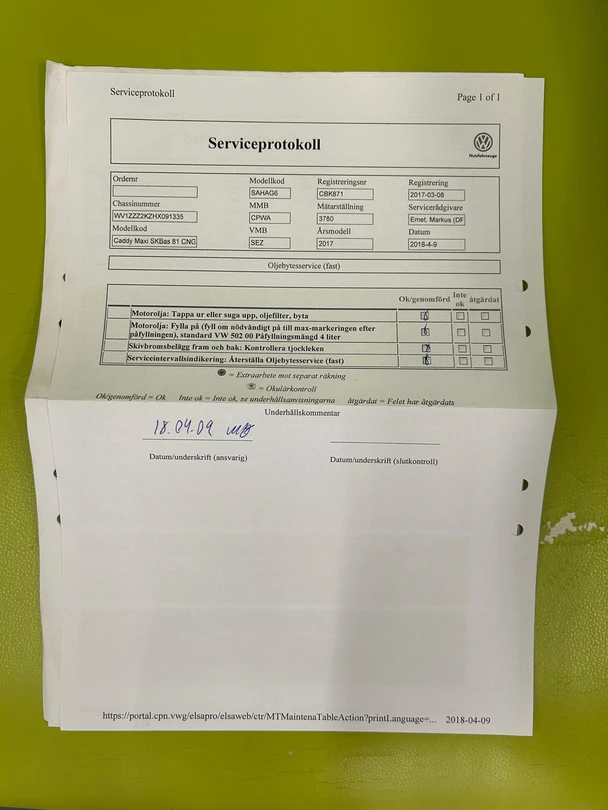 Serviceprotokoll Page 1 of 1
Serviceprotokoll
Nutzfahrzeuge
Ordernr Modellkod Registreringsnr Registrering
SAHAG6 CBK871 2017-03-08
Chassinummer MMB Mätarställning Servicerådgivare
WV1ZZZ2KZHX091335 CPWA 3780 Emet, Markus (DF
Modellkod VMB Årsmodell Datum
Caddy Maxi SKBas 81 CNG SEZ 2017 2018-4-9
Oljebytesservice (fast)
Ok/genomförd Inte ok åtgärdat
Motorolja: Tappa ur eller suga upp, oljefilter, byta
Motorolja: Fylla på (fyll om nödvändigt på till max-markeringen efter
påfyllningen), standard VW 502 00 Påfyllningsmängd 4 liter
Skivbromsbelägg fram och bak: Kontrollera tjockleken
Serviceintervallsindikering: Återställa Oljebytesservice (fast)
= Extraarbete mot separat räkning
= Okulärkontroll
Ok/genomförd = Ok Inte ok = Inte ok, se underhållsanvisningarna åtgärdat = Felet har åtgärdats
Underhållskommentar
18.04.09
Datum/underskrift (ansvarig) Datum/underskrift (slutkontroll)
https://portal.cpn.vwg/elsapro/elsaweb/ctr/MTMaintenaTableAction?printLanguage=... 2018-04-09